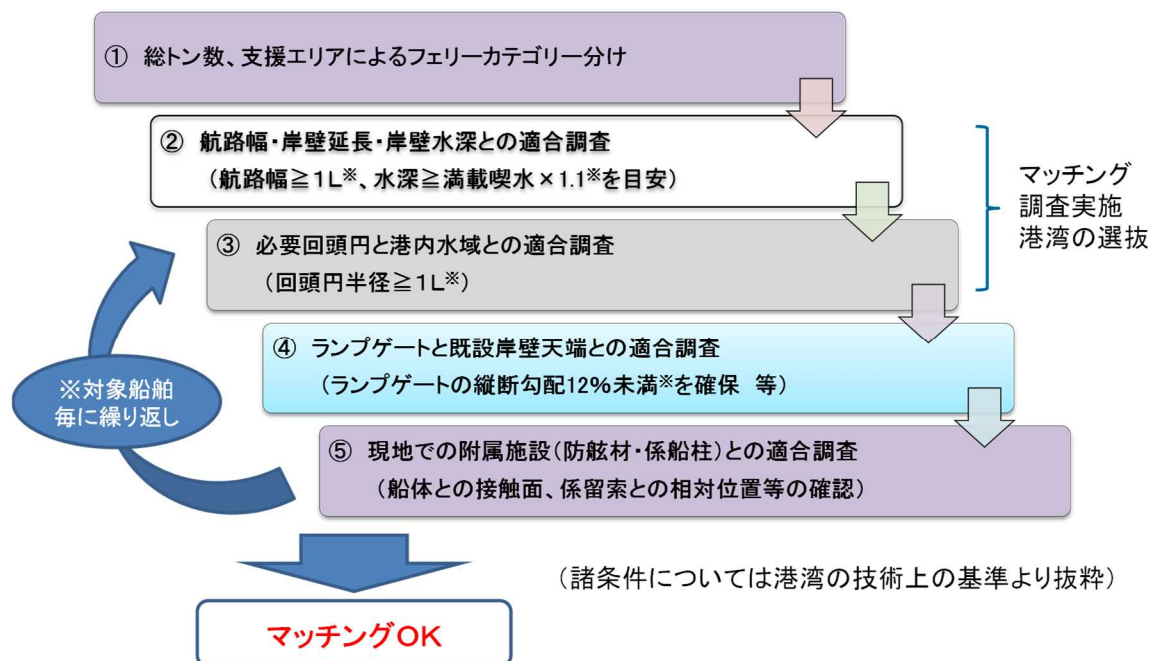 ① 総トン数、支援エリアによるフェリーカテゴリー分け
② 航路幅・岸壁延長・岸壁水深との適合調査
（航路幅≧1L※、水深≧満載喫水×1.1※を目安）
③ 必要回頭円と港内水域との適合調査
（回頭円半径≧1L※）
マッチング
調査実施
港湾の選抜
④ ランプゲートと既設岸壁天端との適合調査
（ランプゲートの縦断勾配12%未満※を確保 等）
※対象船舶
毎に繰り返し
⑤ 現地での附属施設（防舷材・係船柱）との適合調査
（船体との接触面、係留索との相対位置等の確認）
（諸条件については港湾の技術上の基準より抜粋）
マッチングOK